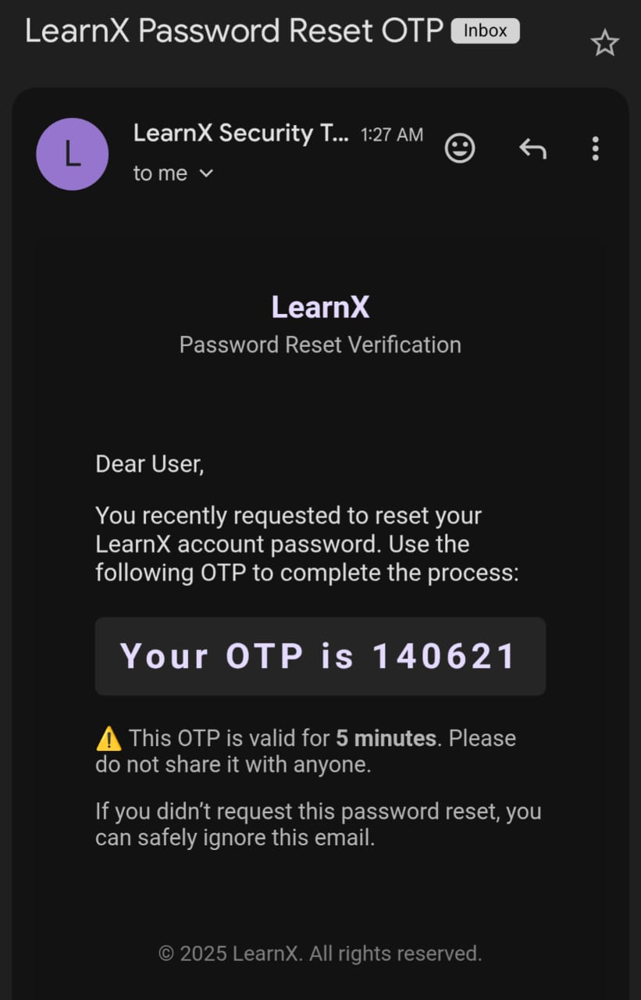 LearnX Password Reset OTP Inbox
L
LearnX Security T... 1:27 AM
to me
LearnX
Password Reset Verification
Dear User,
You recently requested to reset your
LearnX account password. Use the
following OTP to complete the process:
Your OTP is 140621
⚠️ This OTP is valid for 5 minutes. Please
do not share it with anyone.
If you didn’t request this password reset, you
can safely ignore this email.
© 2025 LearnX. All rights reserved.